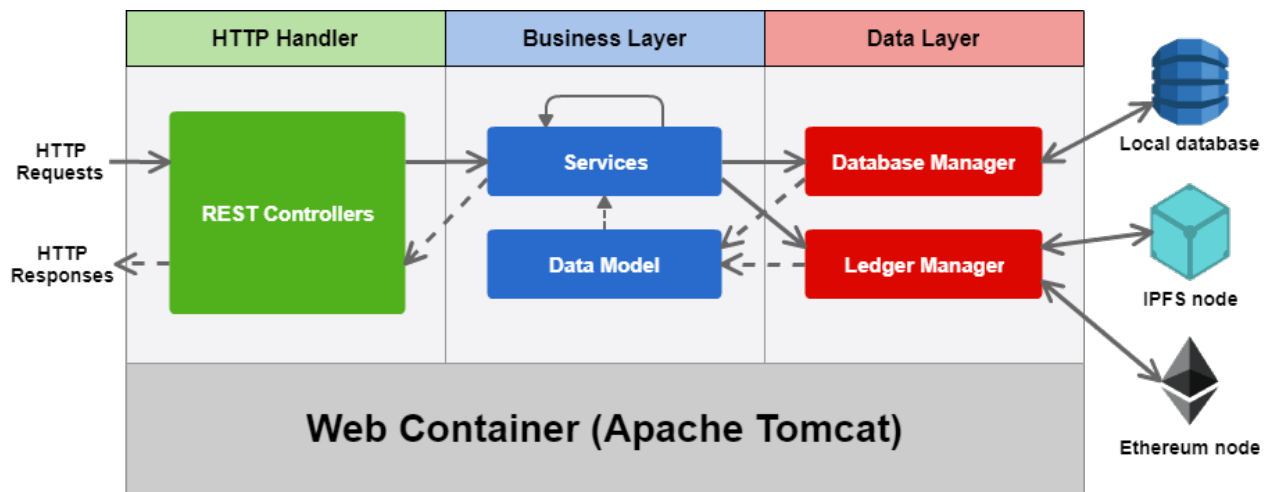 HTTP Handler
Business Layer
Data Layer
HTTP
Requests
REST Controllers
HTTP
Responses
Services
Data Model
Database Manager
Ledger Manager
Local database
IPFS node
Ethereum node
Web Container (Apache Tomcat)